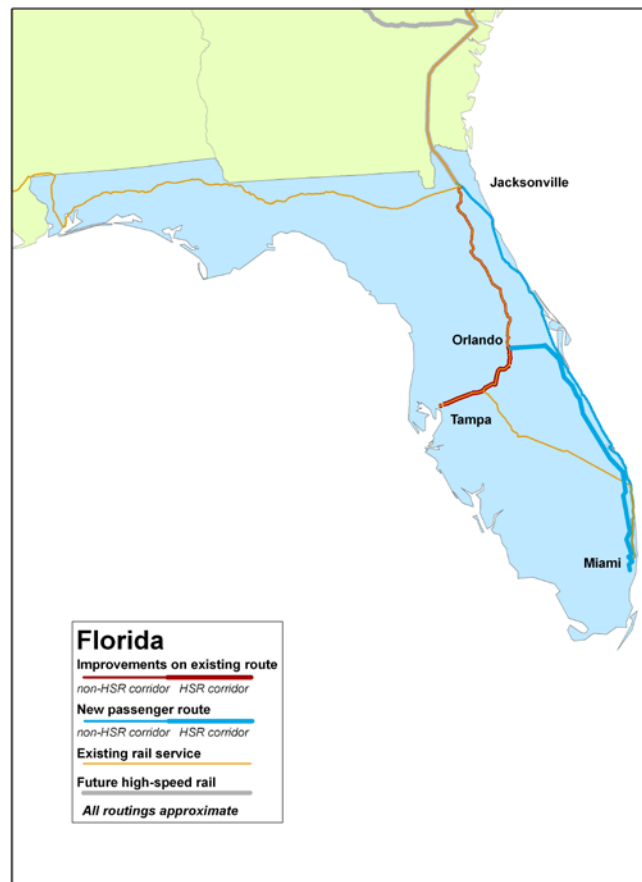 Jacksonville
Orlando
Tampa
Miami
Florida
Improvements on existing route
non-HSR corridor HSR corridor
New passenger route
non-HSR corridor HSR corridor
Existing rail service
Future high-speed rail
All routings approximate